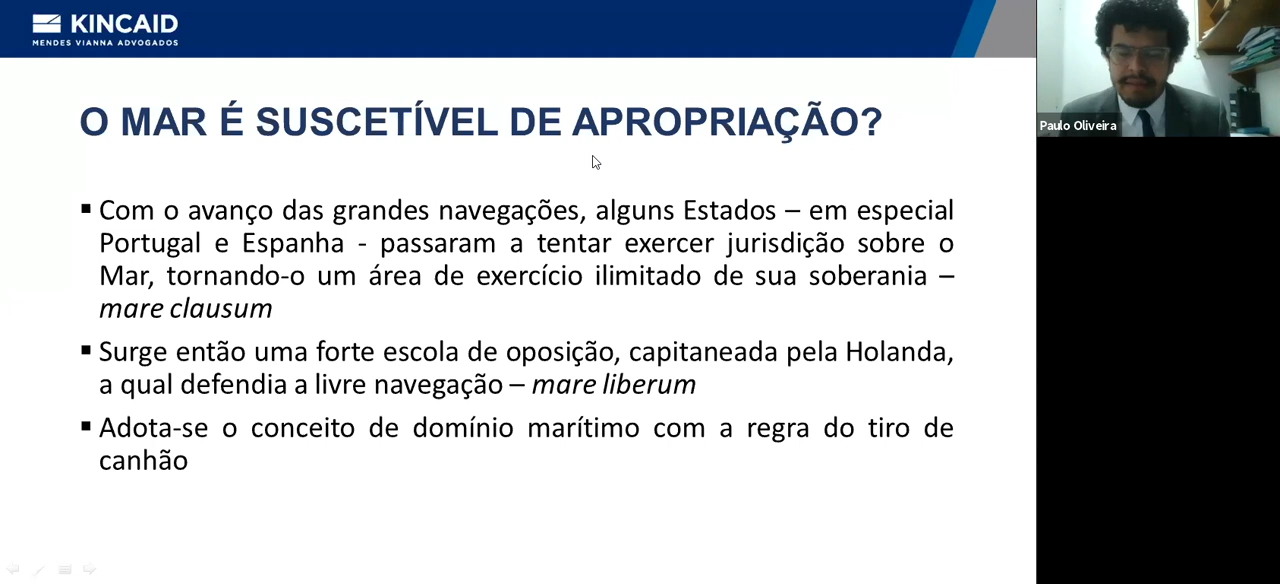 KINCAID
MENDES VIANNA ADVOGADOS
O MAR É SUSCETÍVEL DE APROPRIAÇÃO?
Paulo Oliveira
▪ Com o avanço das grandes navegações, alguns Estados – em especial
Portugal e Espanha - passaram a tentar exercer jurisdição sobre o
Mar, tornando-o um área de exercício ilimitado de sua soberania –
mare clausum
▪ Surge então uma forte escola de oposição, capitaneada pela Holanda,
a qual defendia a livre navegação – mare liberum
▪ Adota-se o conceito de domínio marítimo com a regra do tiro de
canhão